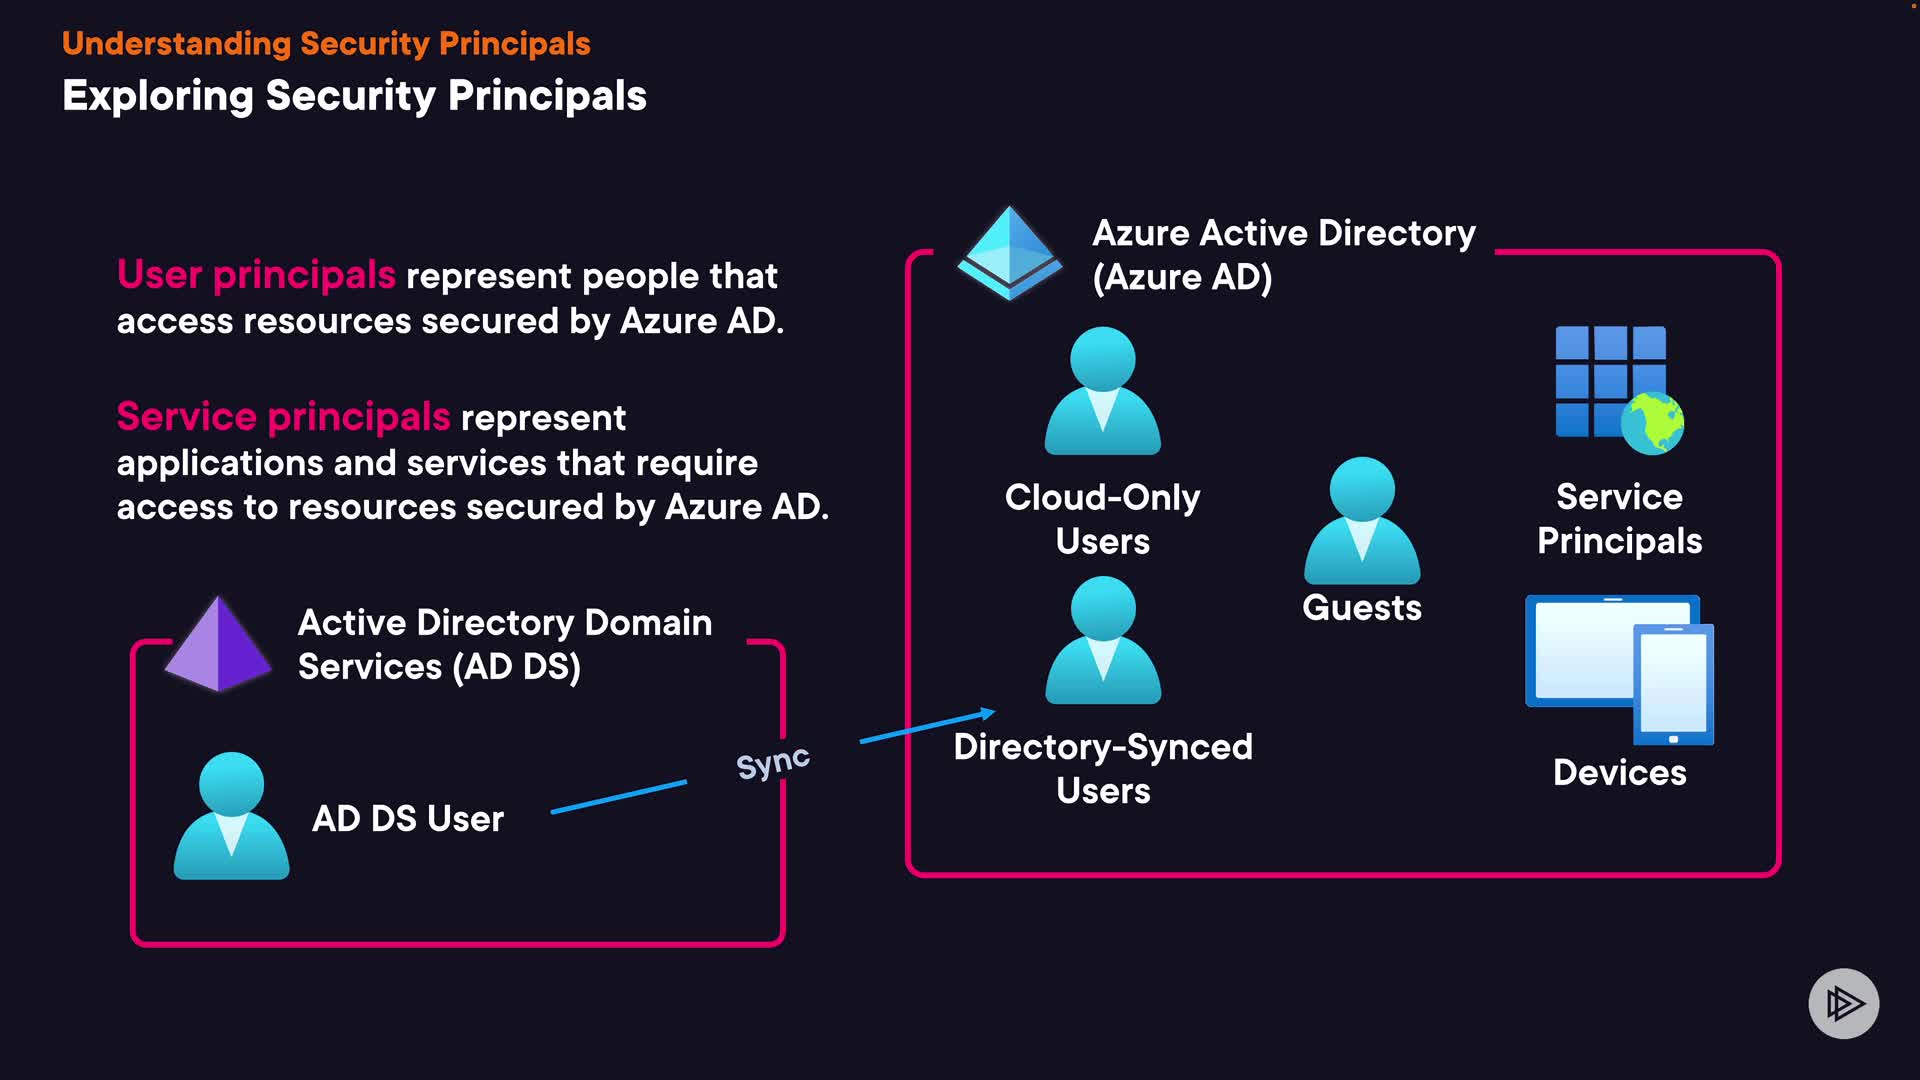 Understanding Security Principals
Exploring Security Principals
User principals represent people that
access resources secured by Azure AD.
Service principals represent
applications and services that require
access to resources secured by Azure AD.
Active Directory Domain
Services (AD DS)
AD DS User
Sync
Azure Active Directory
(Azure AD)
Cloud-Only
Users
Directory-Synced
Users
Guests
Service
Principals
Devices